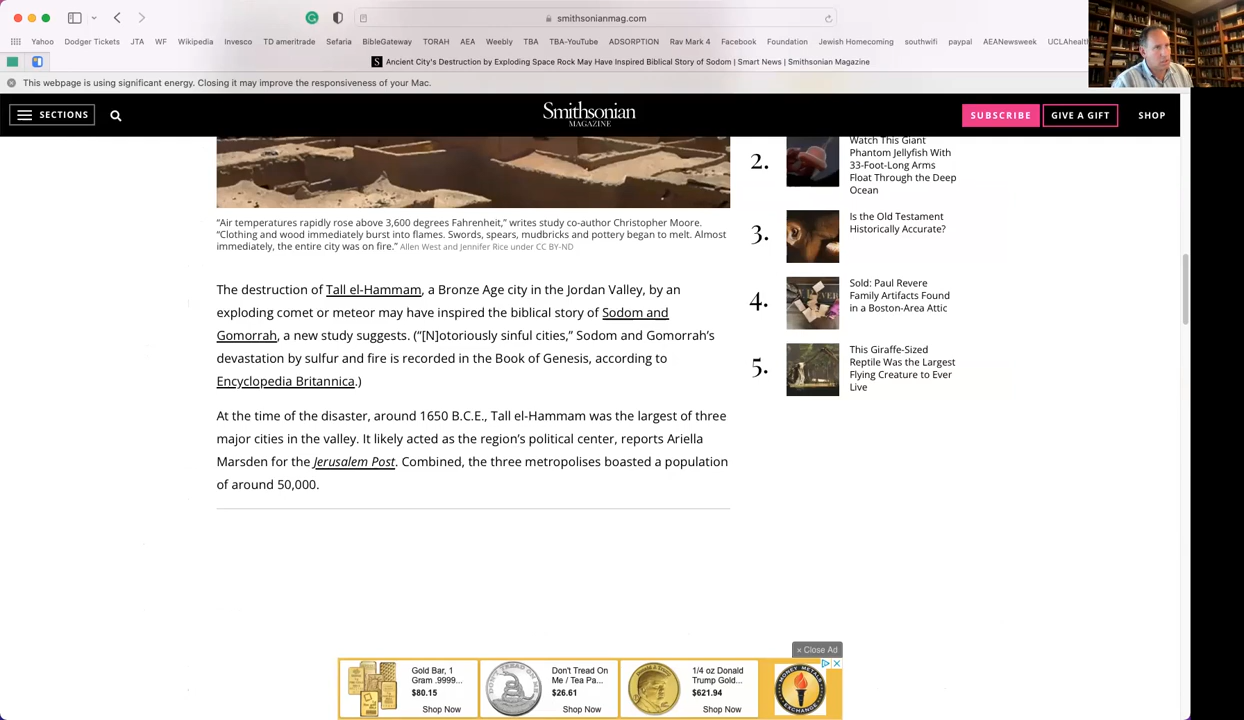 smithsonianmag.com
Yahoo Dodger Tickets JTA WF Wikipedia Invesco TD ameritrade Sefaria BibleGateway TORAH AEA Weebly TBA TBA-YouTube ADSORPTION Rav Mark 4 Facebook Foundation Jewish Homecoming southwifi paypal AEANewsweek UCLAhealth
Ancient City's Destruction by Exploding Space Rock May Have Inspired Biblical Story of Sodom | Smart News | Smithsonian Magazine
This webpage is using significant energy. Closing it may improve the responsiveness of your Mac.
SECTIONS
Smithsonian
MAGAZINE
SUBSCRIBE
GIVE A GIFT
SHOP
“Air temperatures rapidly rose above 3,600 degrees Fahrenheit,” writes study co-author Christopher Moore.
“Clothing and wood immediately burst into flames. Swords, spears, mudbricks and pottery began to melt. Almost
immediately, the entire city was on fire.” Allen West and Jennifer Rice under CC BY-ND
The destruction of Tall el-Hammam, a Bronze Age city in the Jordan Valley, by an
exploding comet or meteor may have inspired the biblical story of Sodom and
Gomorrah, a new study suggests. (“[N]otoriously sinful cities,” Sodom and Gomorrah’s
devastation by sulfur and fire is recorded in the Book of Genesis, according to
Encyclopedia Britannica.)
At the time of the disaster, around 1650 B.C.E., Tall el-Hammam was the largest of three
major cities in the valley. It likely acted as the region’s political center, reports Ariella
Marsden for the Jerusalem Post. Combined, the three metropolises boasted a population
of around 50,000.
2.
Watch This Giant
Phantom Jellyfish With
33-Foot-Long Arms
Float Through the Deep
Ocean
3.
Is the Old Testament
Historically Accurate?
4.
Sold: Paul Revere
Family Artifacts Found
in a Boston-Area Attic
5.
This Giraffe-Sized
Reptile Was the Largest
Flying Creature to Ever
Live
× Close Ad
Gold Bar, 1
Gram .9999...
$80.15
Shop Now
Don't Tread On
Me / Tea Pa...
$26.61
Shop Now
1/4 oz Donald
Trump Gold...
$621.94
Shop Now
MONEY METALS
EXCHANGE